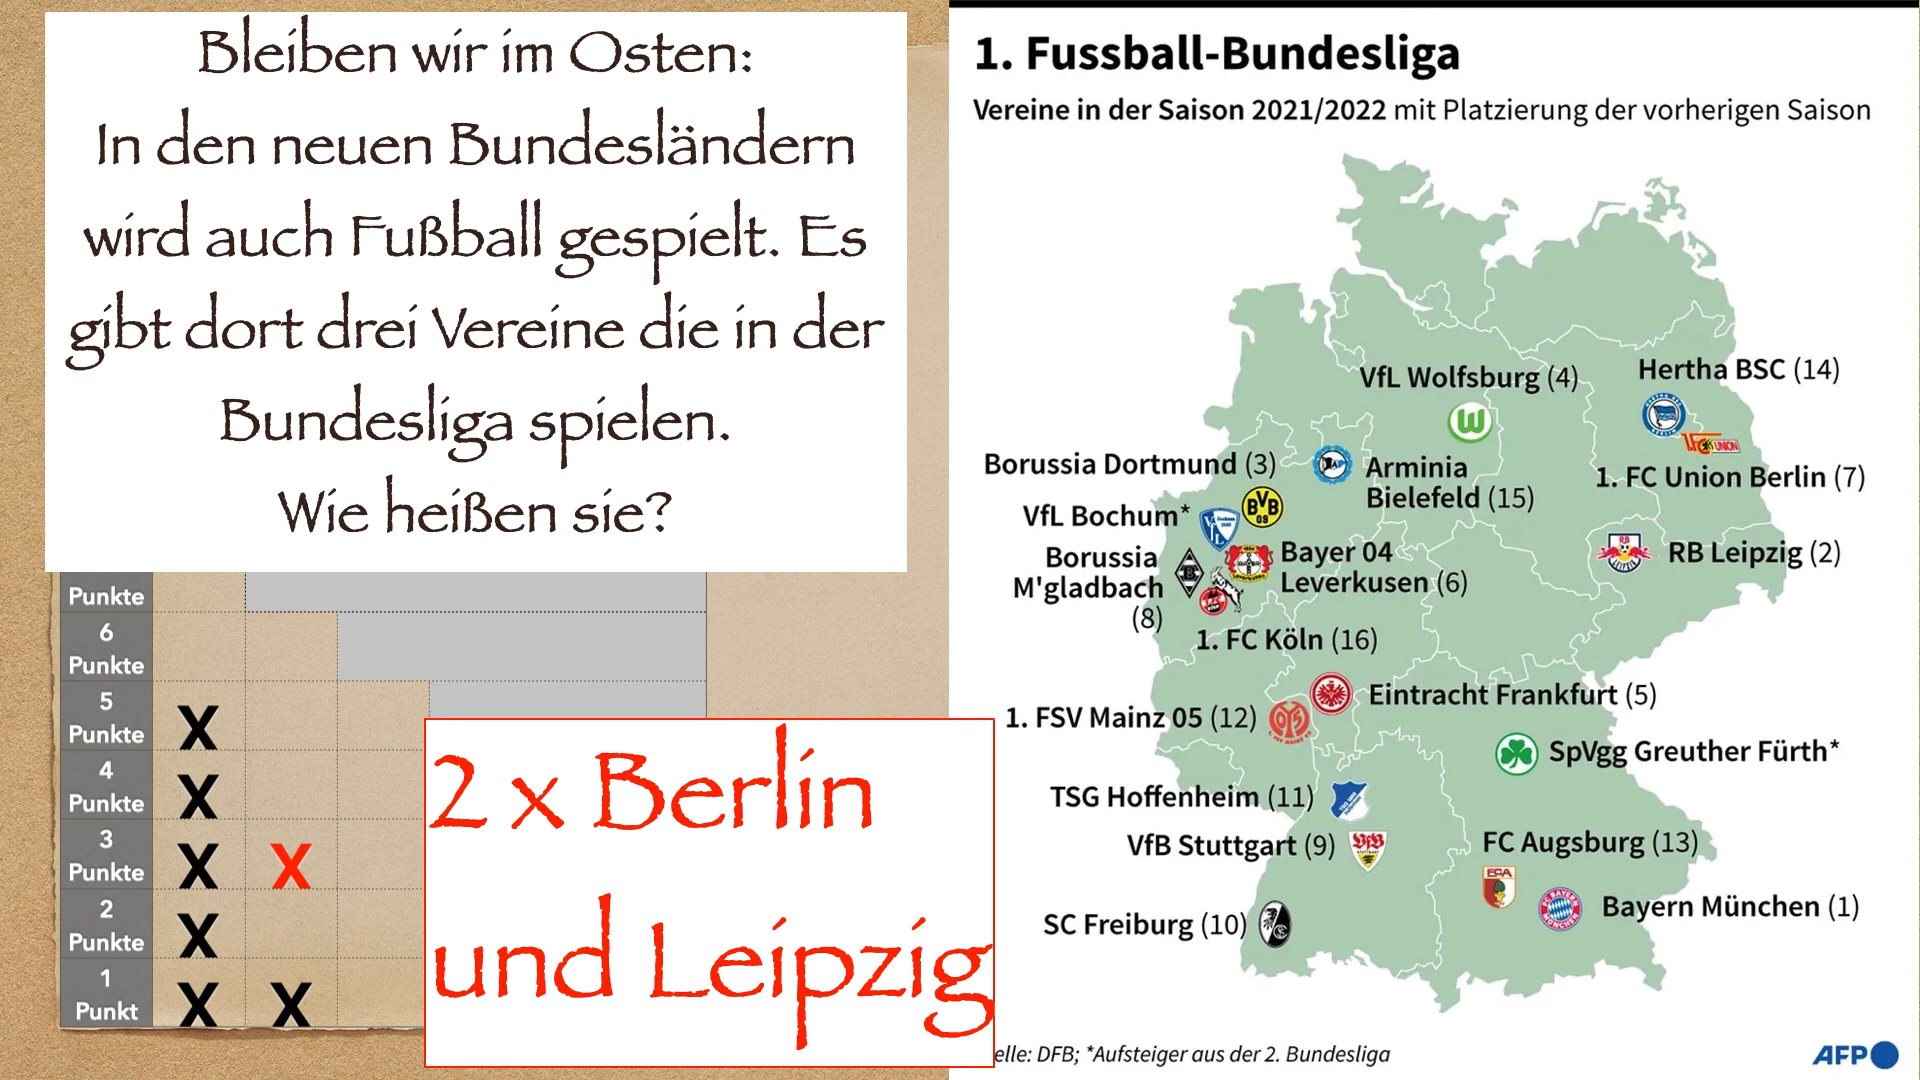 Bleiben wir im Osten:
In den neuen Bundesländern
wird auch Fußball gespielt. Es
gibt dort drei Vereine die in der
Bundesliga spielen.
Wie heißen sie?
Punkte
6
Punkte
5
Punkte
X
4
Punkte
X
3
Punkte
X X
2
Punkte
X
1
Punkt
X X
2 x Berlin
und Leipzig
1. Fussball-Bundesliga
Vereine in der Saison 2021/2022 mit Platzierung der vorherigen Saison
VfL Wolfsburg (4)
Hertha BSC (14)
Borussia Dortmund (3)
Arminia
Bielefeld (15)
1. FC Union Berlin (7)
VfL Bochum*
Borussia
M'gladbach
(8)
Bayer 04
Leverkusen (6)
RB Leipzig (2)
1. FC Köln (16)
Eintracht Frankfurt (5)
1. FSV Mainz 05 (12)
SpVgg Greuther Fürth*
TSG Hoffenheim (11)
VfB Stuttgart (9)
FC Augsburg (13)
SC Freiburg (10)
Bayern München (1)
elle: DFB; *Aufsteiger aus der 2. Bundesliga
AFP